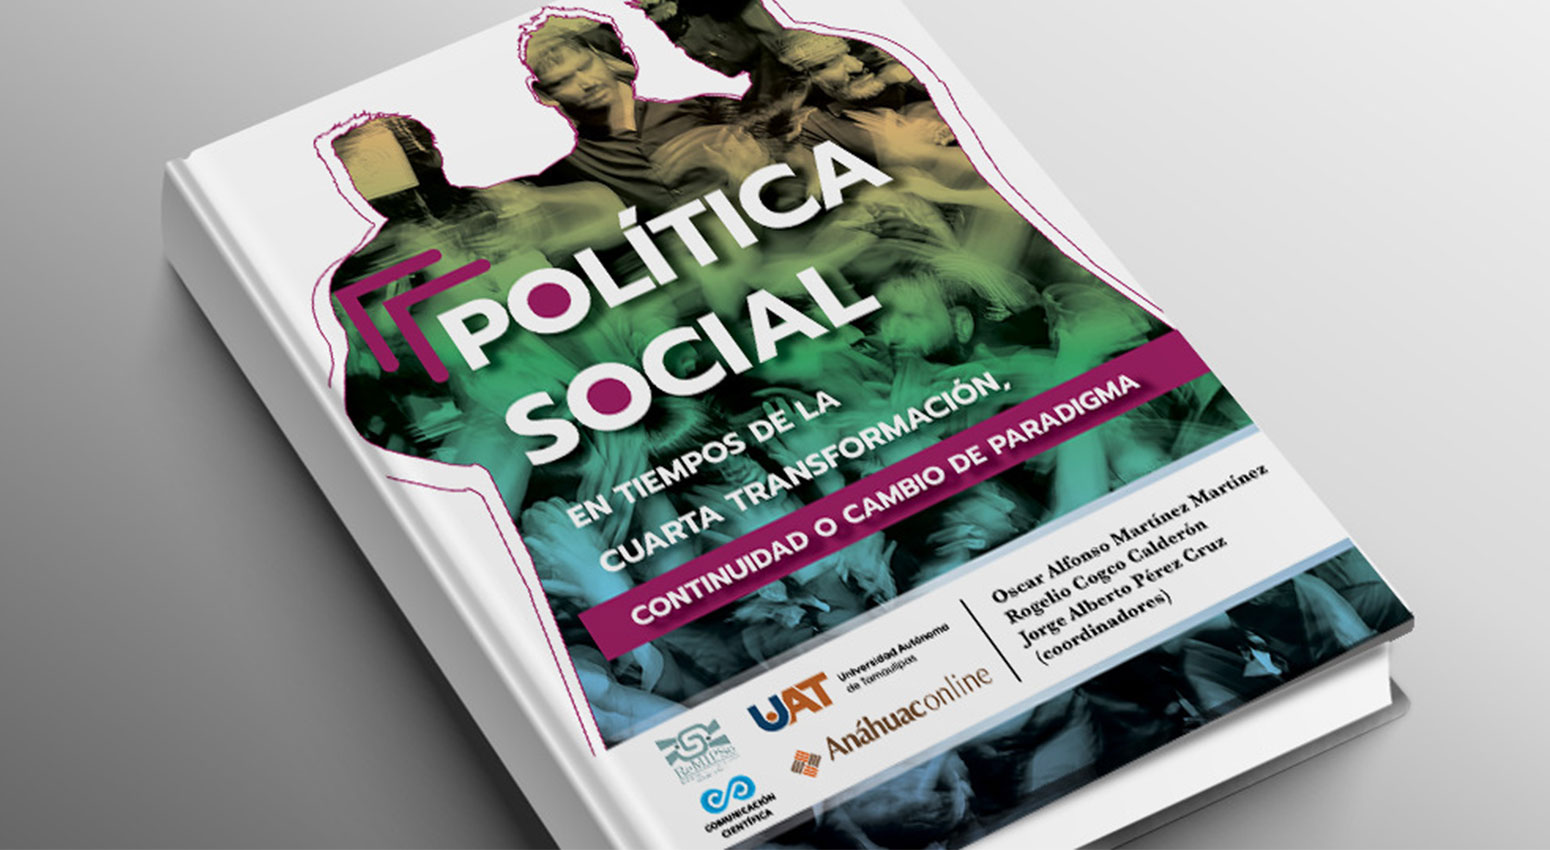 POLÍTICA
SOCIAL
EN TIEMPOS DE LA
CUARTA TRANSFORMACIÓN,
CONTINUIDAD O CAMBIO DE PARADIGMA
Oscar Alfonso Martínez Martínez
Rogelio Cogco Calderón
Jorge Alberto Pérez Cruz
(coordinadores)
UAT
Universidad Autónoma
de Tamaulipas
Anáhuaconline
ReMIPSo
COMUNICACIÓN
CIENTÍFICA